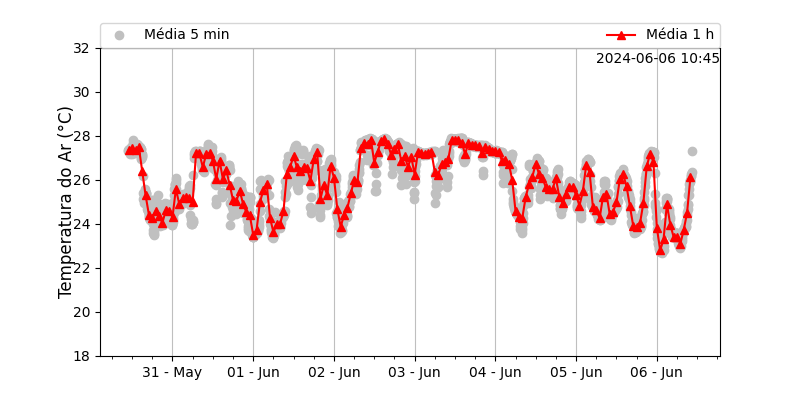 Média 5 min
Média 1 h
2024-06-06 10:45
Temperatura do Ar (°C)
32
30
28
26
24
22
20
18
31 - May
01 - Jun
02 - Jun
03 - Jun
04 - Jun
05 - Jun
06 - Jun